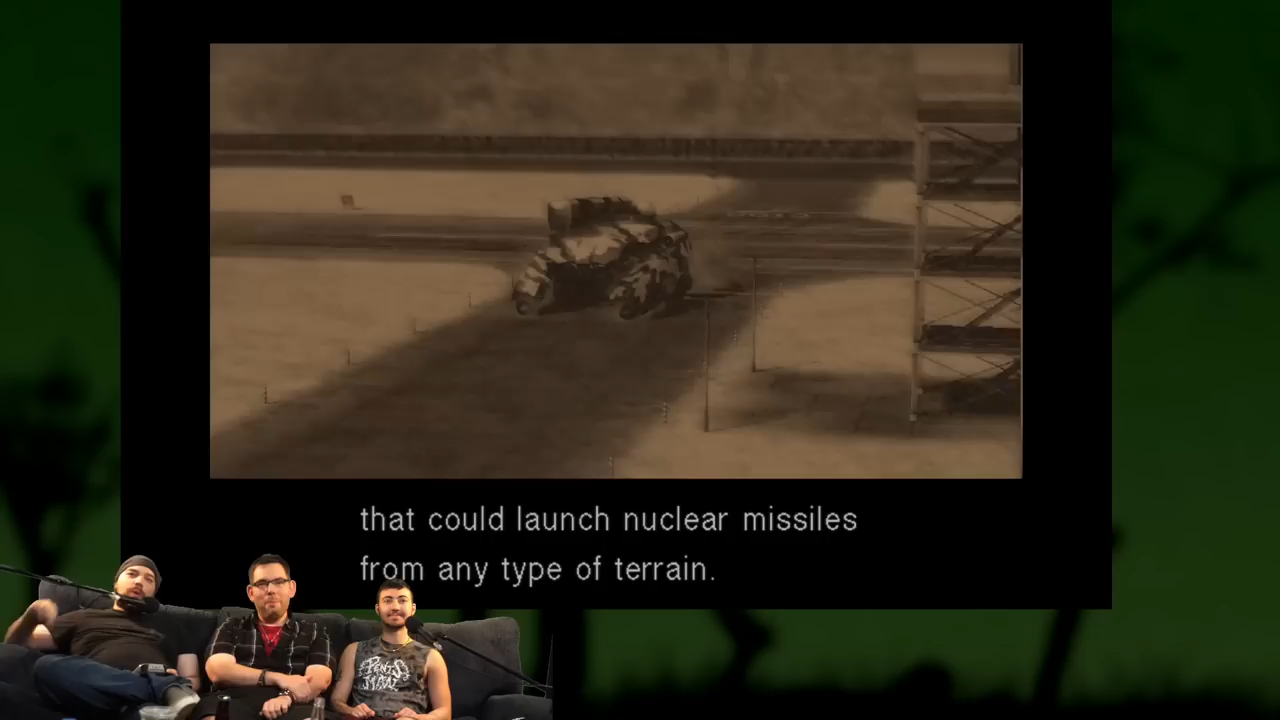 that could launch nuclear missiles
from any type of terrain.